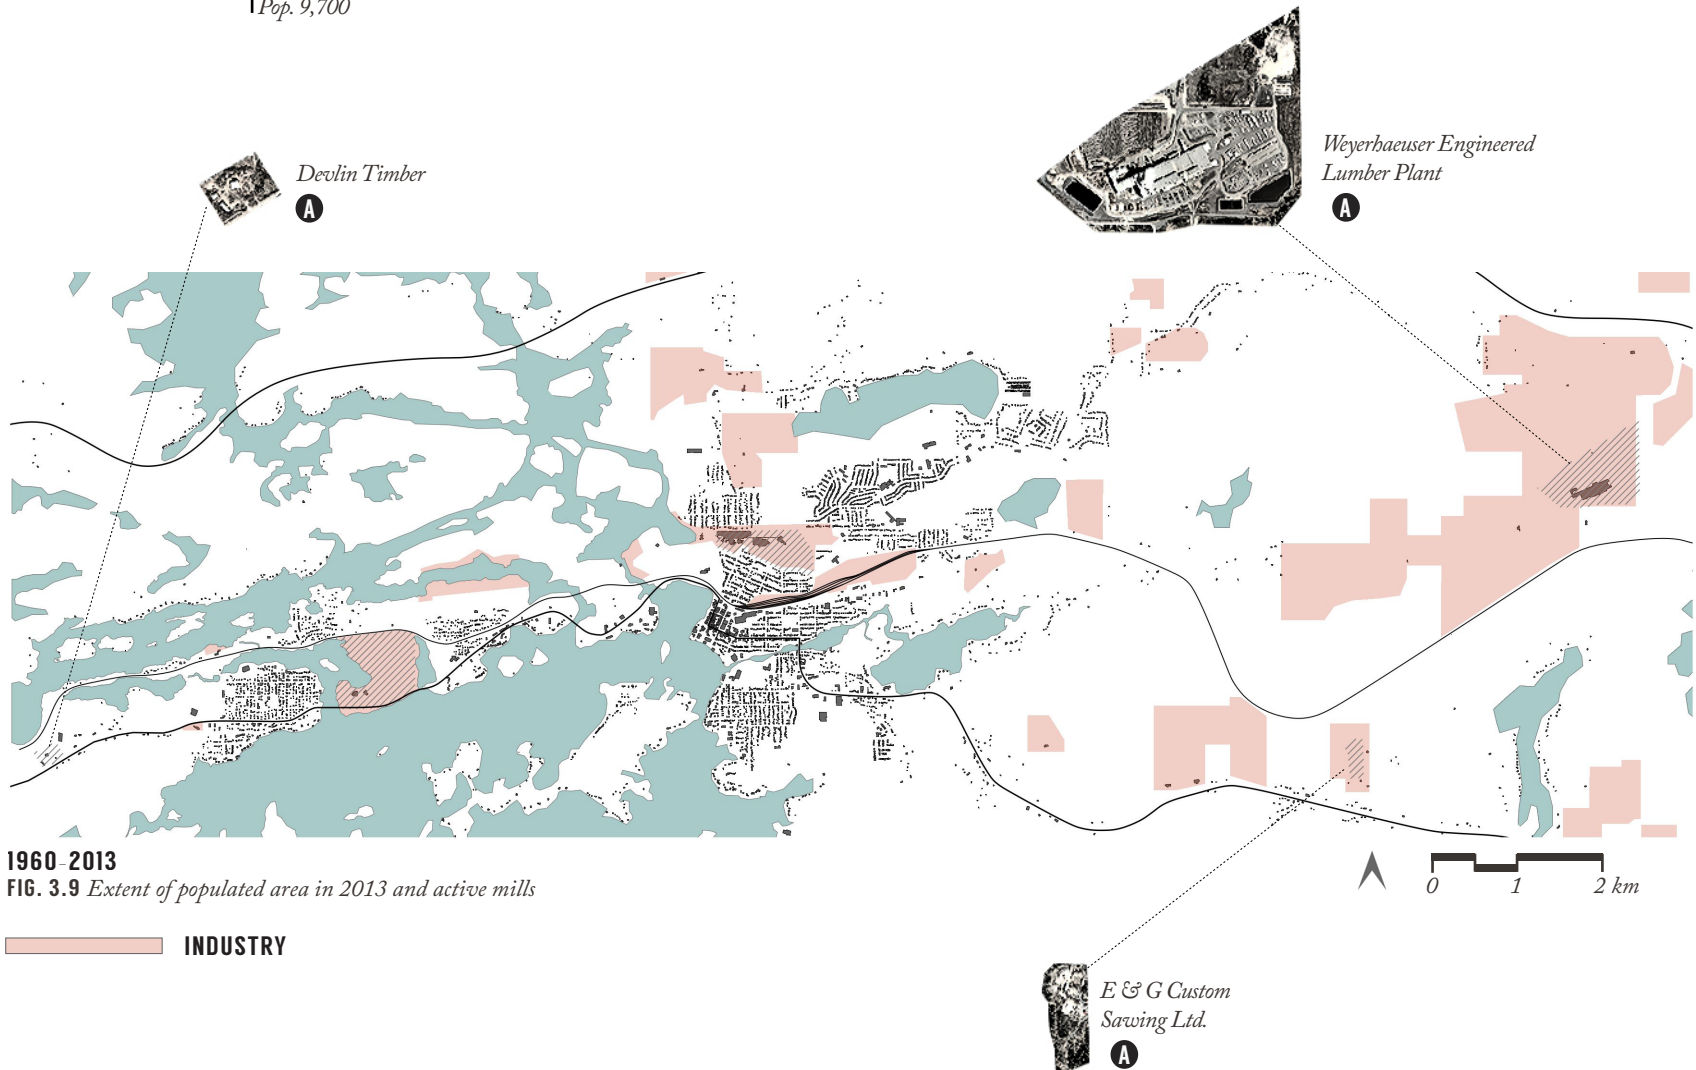 Pop. 9,700
Devlin Timber
A
Weyerhaeuser Engineered
Lumber Plant
A
1960-2013
FIG. 3.9 Extent of populated area in 2013 and active mills
0 1 2 km
INDUSTRY
E & G Custom
Sawing Ltd.
A